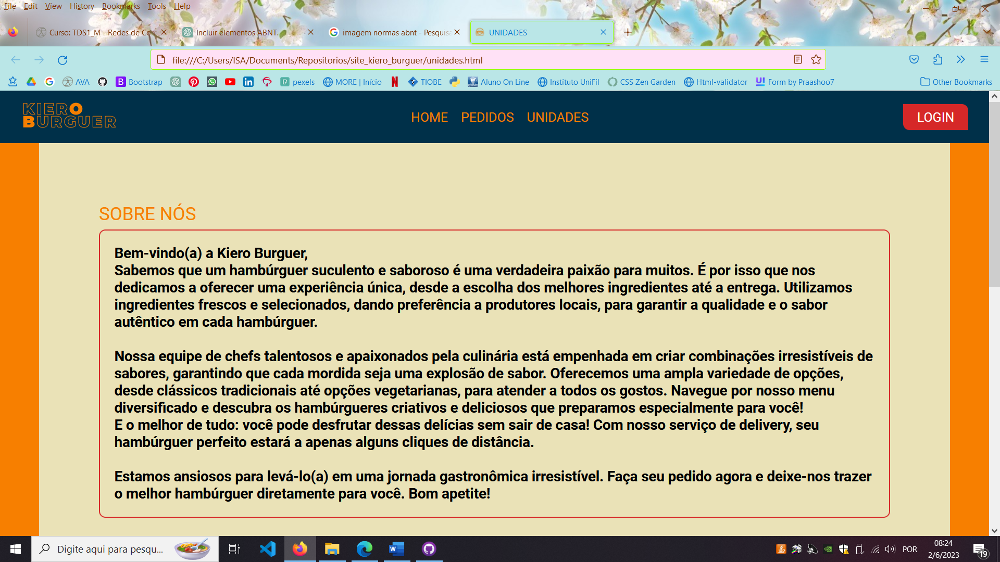 File Edit View History Bookmarks Tools Help
Curso: TDS1_M - Redes de Com
Incluir elementos ABNT.
imagem normas abnt - Pesquisa
UNIDADES
file:///C:/Users/ISA/Documents/Repositorios/site_kiero_burguer/unidades.html
AVA Bootstrap pexels MORE | Início TIOBE Aluno On Line Instituto UniFil CSS Zen Garden Html-validator Form by Praashoo7 Other Bookmarks
KIERO
BURGUER
HOME PEDIDOS UNIDADES
LOGIN
SOBRE NÓS
Bem-vindo(a) a Kiero Burguer,
Sabemos que um hambúrguer suculento e saboroso é uma verdadeira paixão para muitos. É por isso que nos
dedicamos a oferecer uma experiência única, desde a escolha dos melhores ingredientes até a entrega. Utilizamos
ingredientes frescos e selecionados, dando preferência a produtores locais, para garantir a qualidade e o sabor
autêntico em cada hambúrguer.
Nossa equipe de chefs talentosos e apaixonados pela culinária está empenhada em criar combinações irresistíveis de
sabores, garantindo que cada mordida seja uma explosão de sabor. Oferecemos uma ampla variedade de opções,
desde clássicos tradicionais até opções vegetarianas, para atender a todos os gostos. Navegue por nosso menu
diversificado e descubra os hambúrgueres criativos e deliciosos que preparamos especialmente para você!
E o melhor de tudo: você pode desfrutar dessas delícias sem sair de casa! Com nosso serviço de delivery, seu
hambúrguer perfeito estará a apenas alguns cliques de distância.
Estamos ansiosos para levá-lo(a) em uma jornada gastronômica irresistível. Faça seu pedido agora e deixe-nos trazer
o melhor hambúrguer diretamente para você. Bom apetite!
Digite aqui para pesqu...
POR
08:24
2/6/2023
19